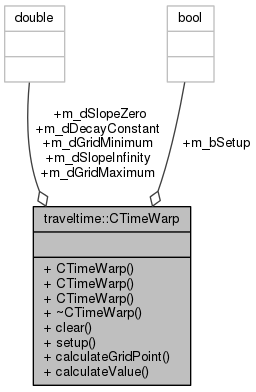 double
bool
+m_dSlopeZero
+m_dDecayConstant
+m_dGridMinimum
+m_dSlopeInfinity
+m_dGridMaximum
+m_bSetup
traveltime::CTimeWarp
+ CTimeWarp()
+ CTimeWarp()
+ CTimeWarp()
+ ~CTimeWarp()
+ clear()
+ setup()
+ calculateGridPoint()
+ calculateValue()